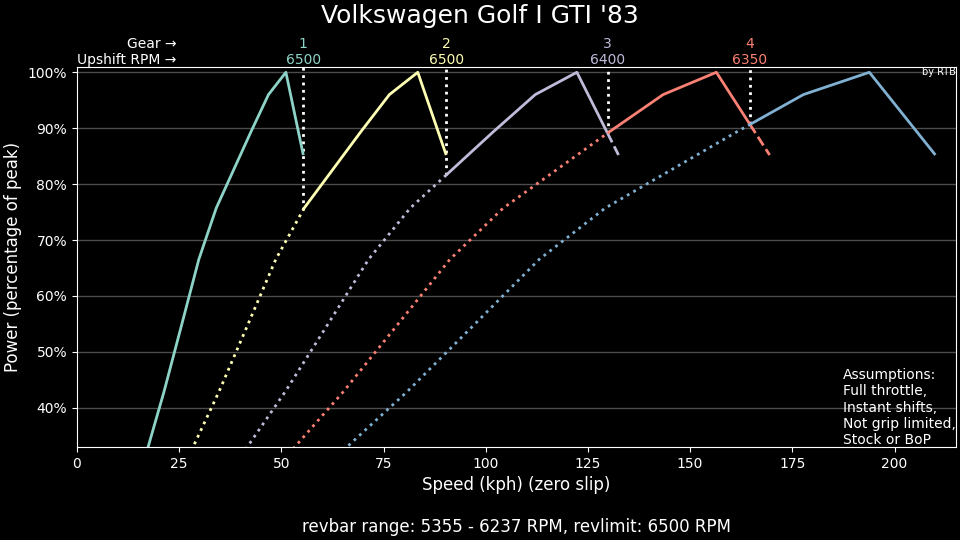 Volkswagen Golf I GTI '83
Gear → 1 2 3 4
Upshift RPM → 6500 6500 6400 6350
by RTB
100%
90%
80%
70%
60%
50%
40%
Power (percentage of peak)
Assumptions:
Full throttle,
Instant shifts,
Not grip limited,
Stock or BoP
0 25 50 75 100 125 150 175 200
Speed (kph) (zero slip)
revbar range: 5355 - 6237 RPM, revlimit: 6500 RPM